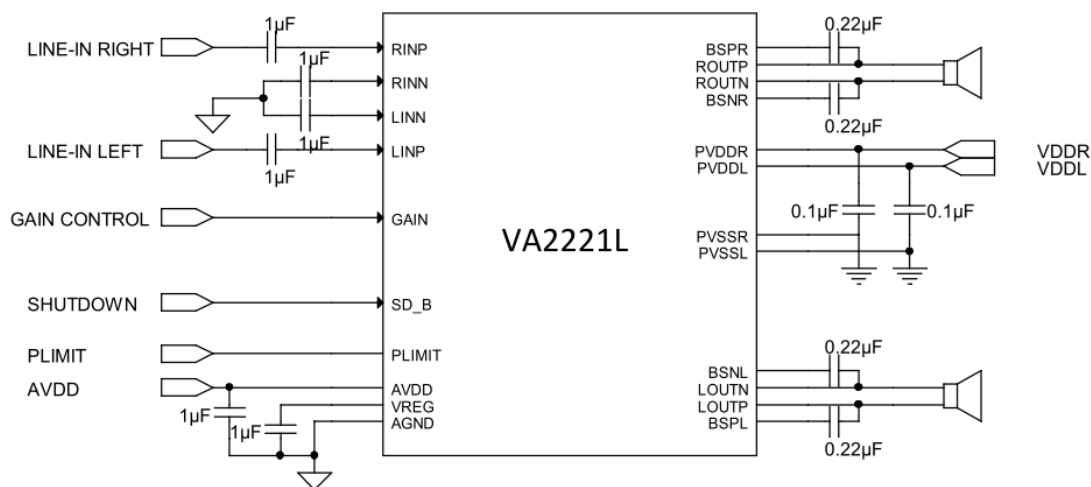 1µF
0.22µF
LINE-IN RIGHT
RINP
BSPR
1µF
ROUTP
RINN
ROUTN
BSNR
LINN
0.22µF
1µF
LINE-IN LEFT
LINP
PVDDR
VDDR
PVDDL
VDDL
1µF
GAIN CONTROL
GAIN
0.1µF
0.1µF
PVSSR
VA2221L
PVSSL
SHUTDOWN
SD_B
PLIMIT
PLIMIT
0.22µF
BSNL
AVDD
AVDD
LOUTN
1µF
VREG
LOUTP
1µF
AGND
BSPL
0.22µF